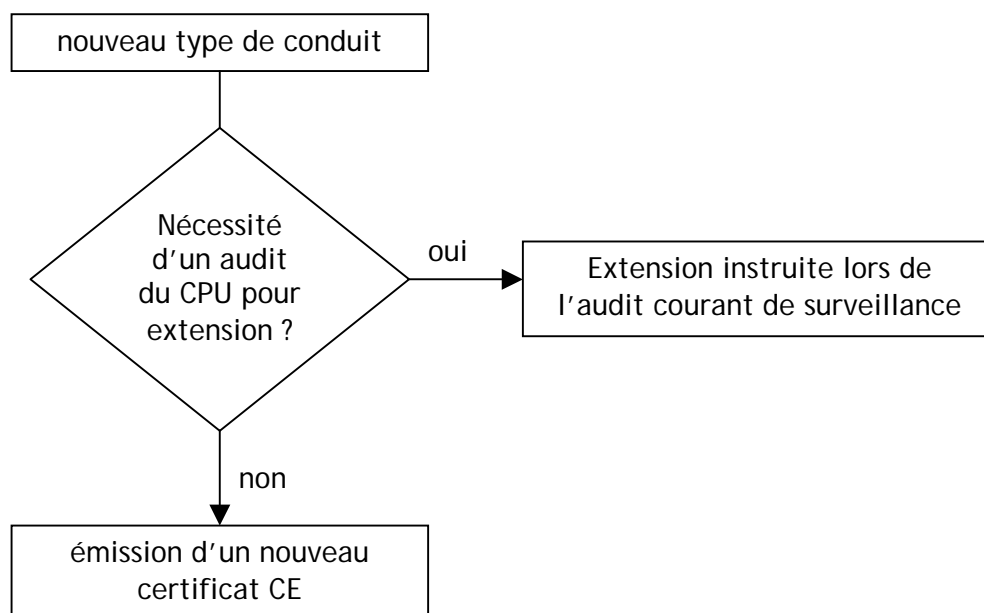 nouveau type de conduit
Nécessité
d'un audit
du CPU pour
extension ?
oui
Extension instruite lors de
l'audit courant de surveillance
non
émission d'un nouveau
certificat CE